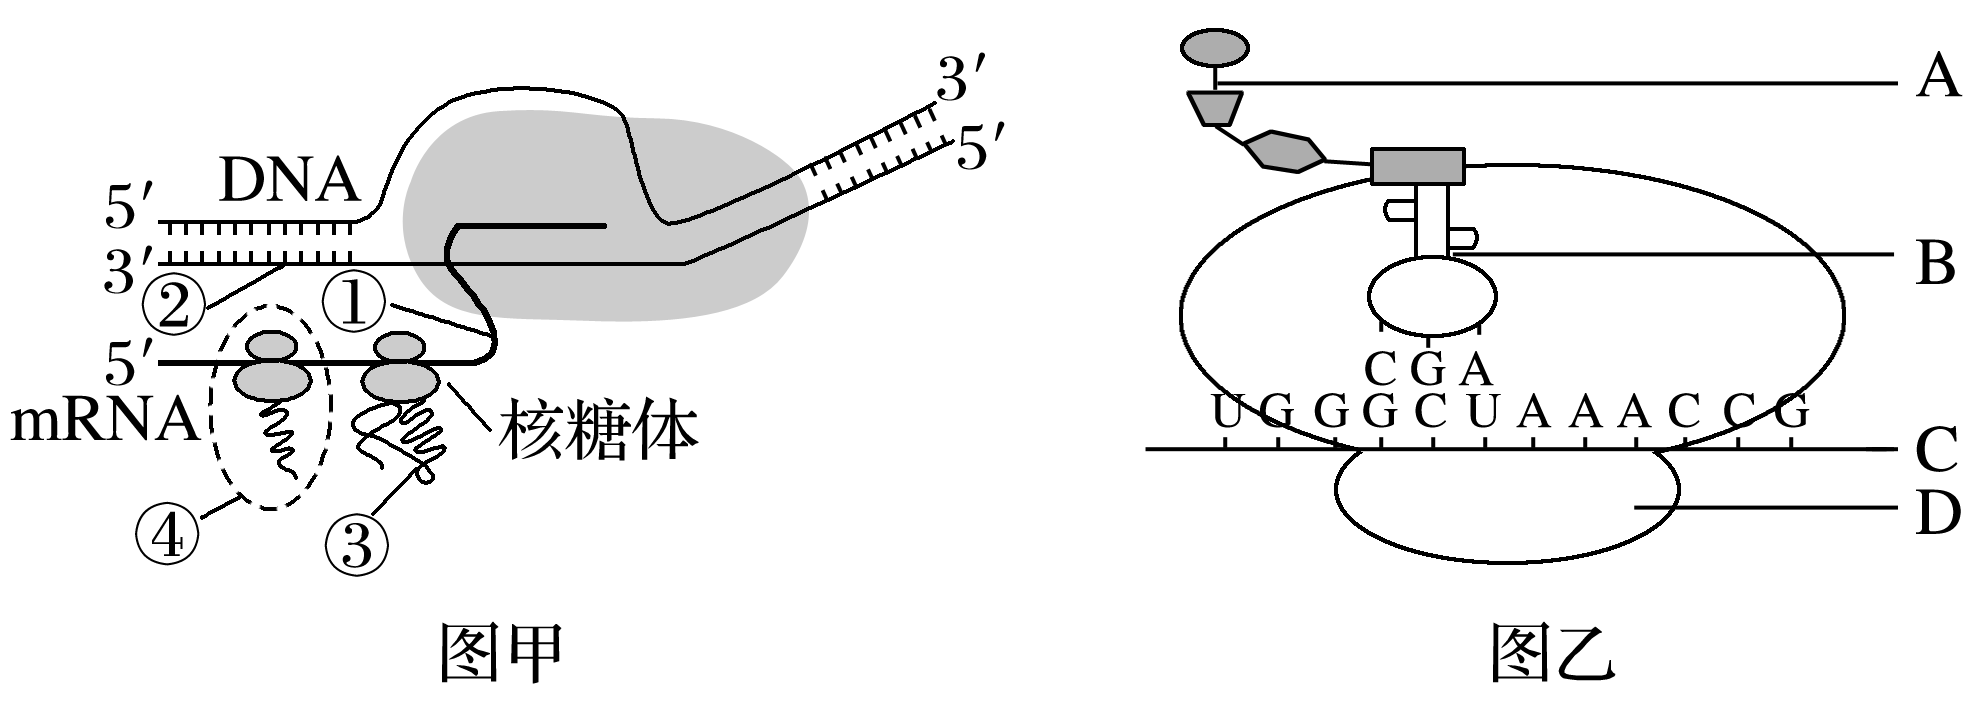 3′
5′
DNA
5′
3′
②
①
5′
mRNA
核糖体
④
③
图甲
A
B
C G A
U G G G C U A A A C C G
C
D
图乙